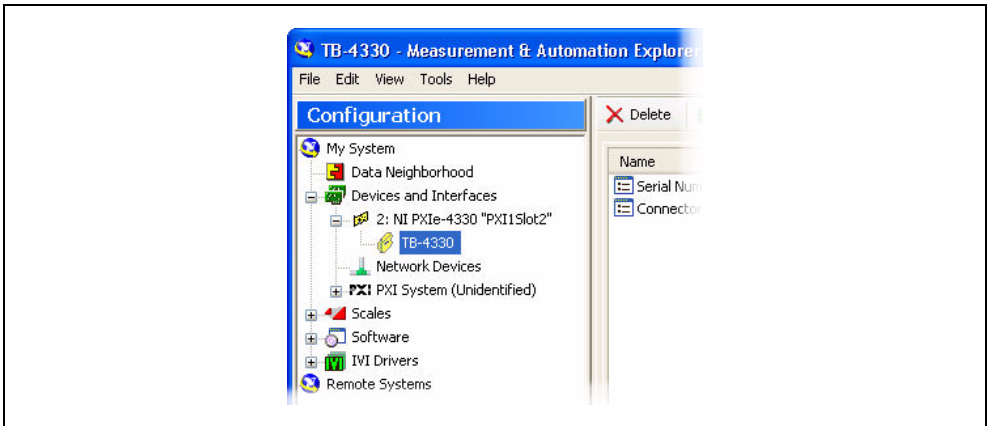 TB-4330 - Measurement & Automation Explorer
File Edit View Tools Help
Configuration
Delete
My System
Data Neighborhood
Devices and Interfaces
2: NI PXIe-4330 "PXI1Slot2"
TB-4330
Network Devices
PXI PXI System (Unidentified)
Scales
Software
IVI IVI Drivers
Remote Systems
Name
Serial Num
Connector